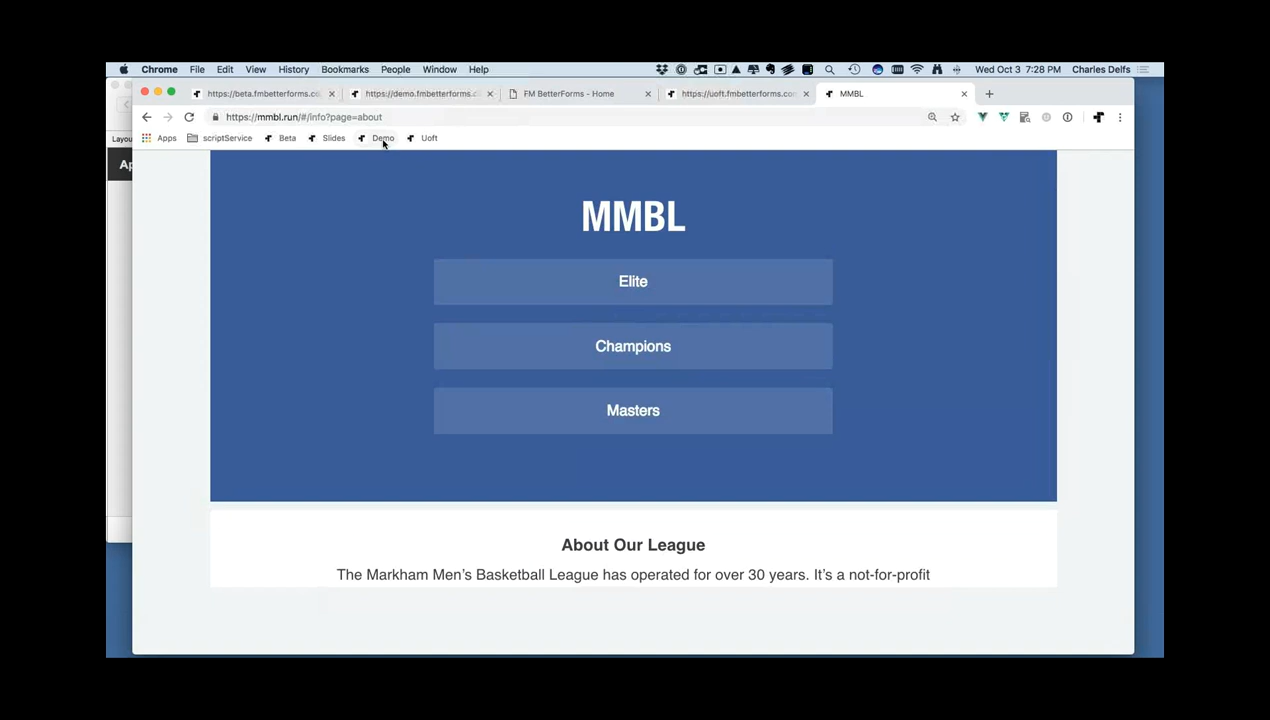 Chrome File Edit View History Bookmarks People Window Help Wed Oct 3 7:28 PM Charles Delfs
https://beta.fmbetterforms.co https://demo.fmbetterforms.c FM BetterForms - Home https://uoft.fmbetterforms.com MMBL
https://mmbl.run/#/info?page=about
Layou Apps scriptService Beta Slides Demo Uoft
Ap
MMBL
Elite
Champions
Masters
About Our League
The Markham Men's Basketball League has operated for over 30 years. It's a not-for-profit